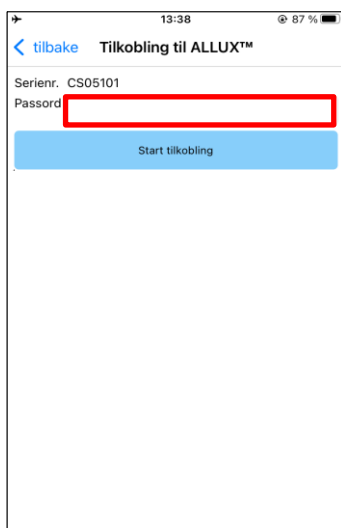 13:38 87 %
tilbake Tilkobling til ALLUX™
Serienr. CS05101
Passord
Start tilkobling